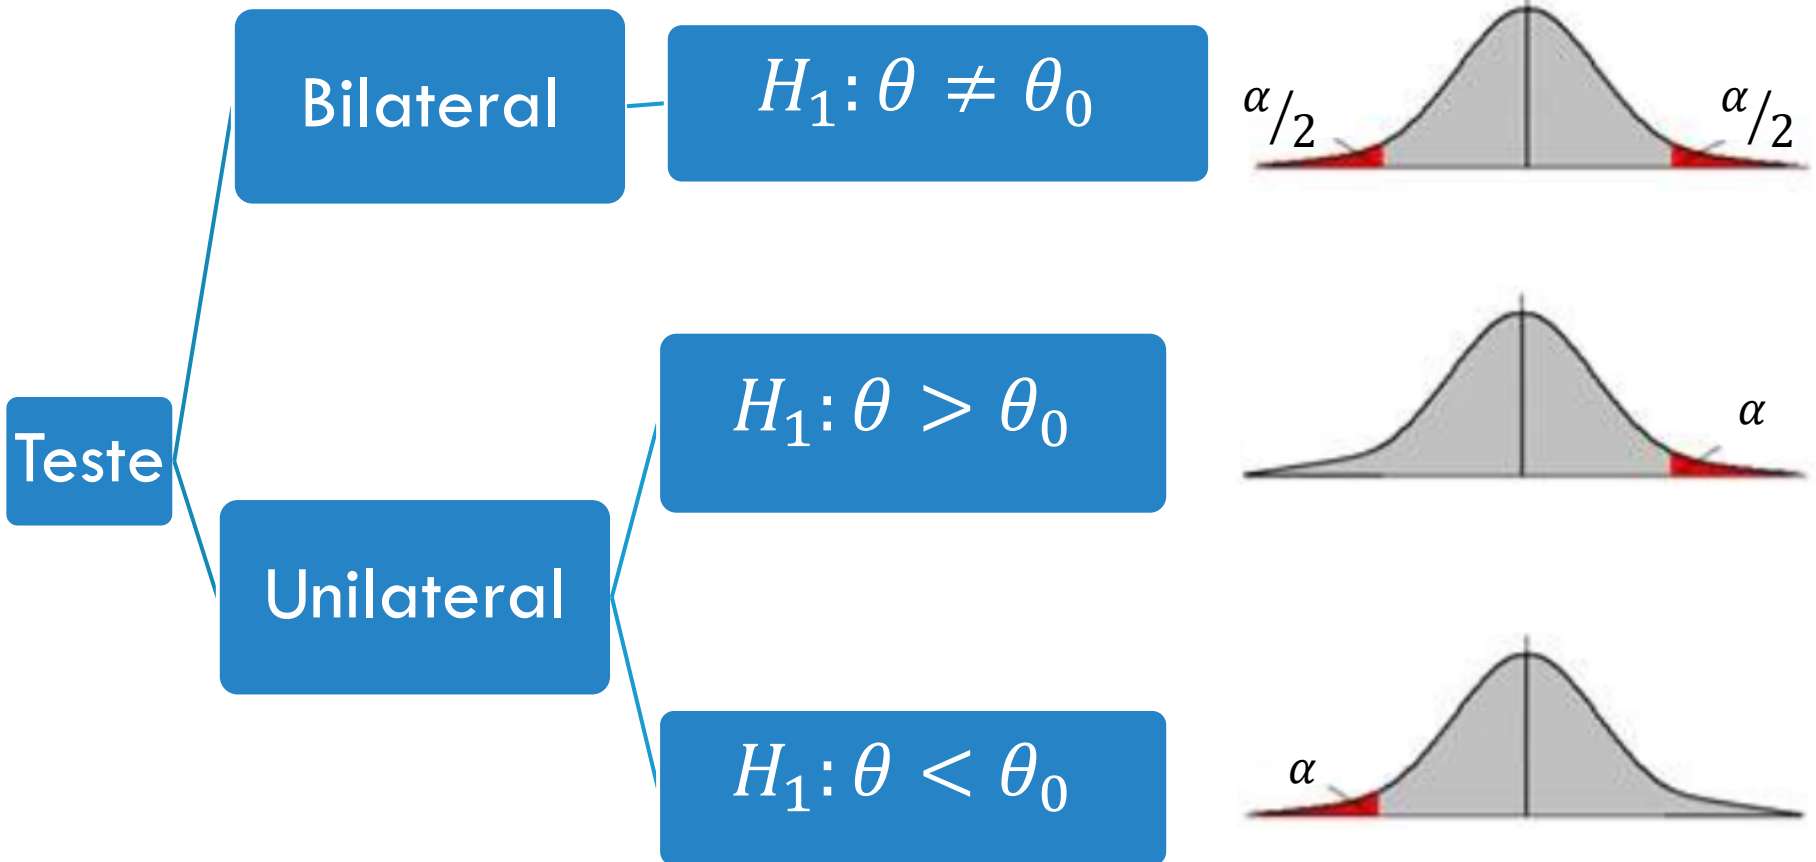 Teste
Bilateral
H₁: θ ≠ θ₀
α/2
α/2
Unilateral
H₁: θ > θ₀
α
H₁: θ < θ₀
α